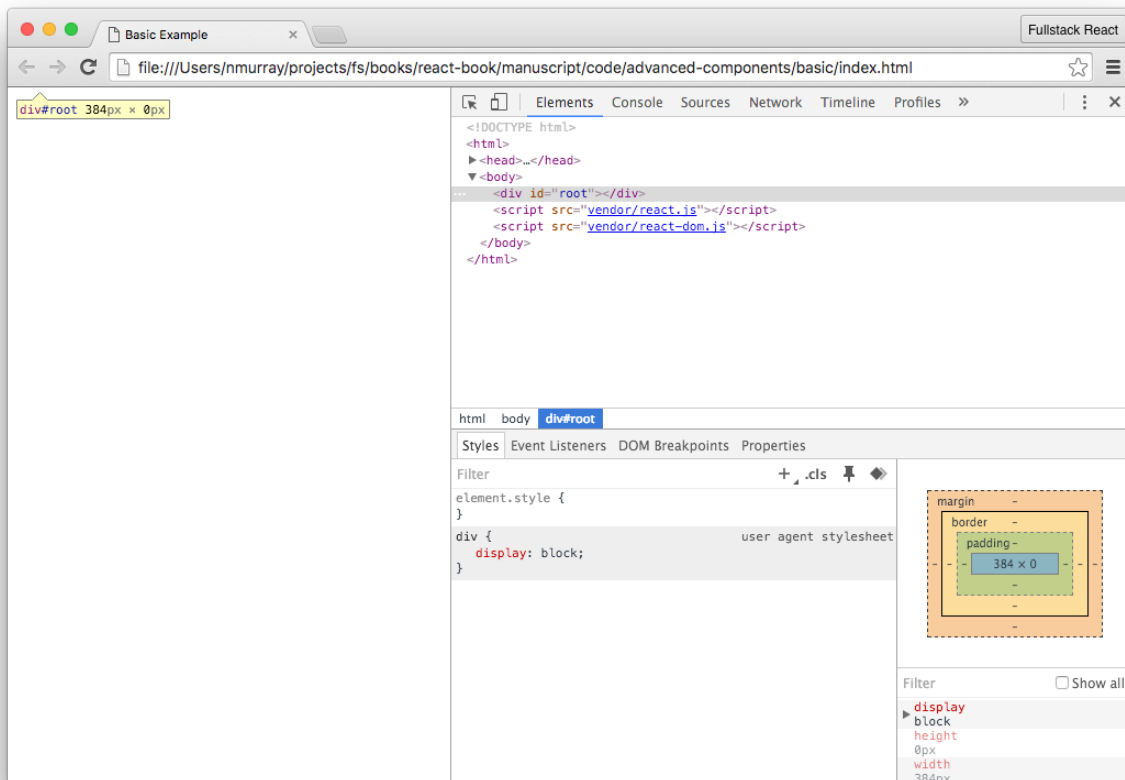 Basic Example
Fullstack React
file:///Users/nmurray/projects/fs/books/react-book/manuscript/code/advanced-components/basic/index.html
div#root 384px × 0px
Elements Console Sources Network Timeline Profiles »
<!DOCTYPE html>
<html>
▶<head>…</head>
▼<body>
<div id="root"></div>
<script src="vendor/react.js"></script>
<script src="vendor/react-dom.js"></script>
</body>
</html>
html body div#root
Styles Event Listeners DOM Breakpoints Properties
Filter + .cls
element.style {
}
div { user agent stylesheet
display: block;
}
margin -
border -
padding -
- - - 384 × 0 - - -
-
-
-
Filter Show all
display
block
height
0px
width
384px